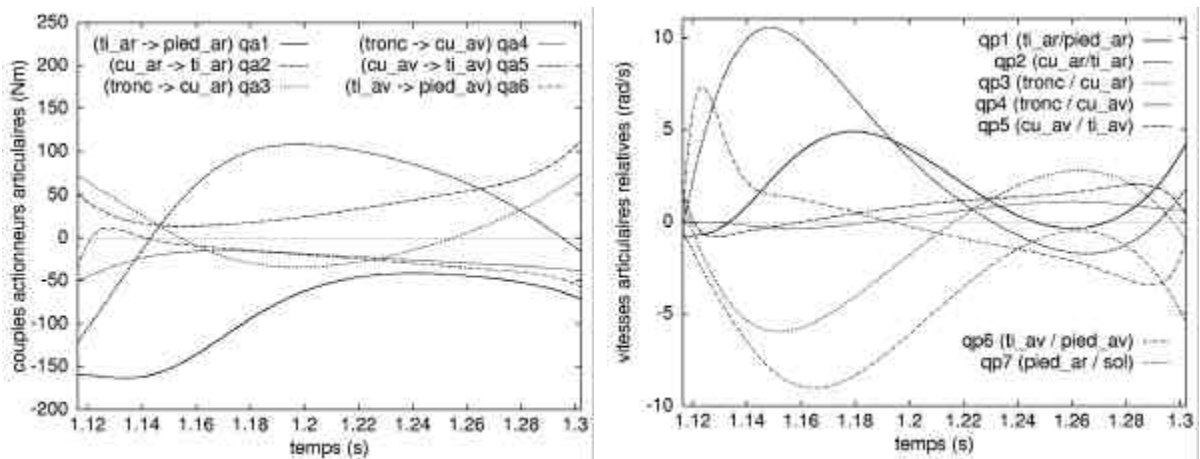 couples actionneurs articulaires (Nm)
250
200
150
100
50
0
-50
-100
-150
-200
(ti_ar -> pied_ar) qa1
(cu_ar -> ti_ar) qa2
(tronc -> cu_ar) qa3
(tronc -> cu_av) qa4
(cu_av -> ti_av) qa5
(ti_av -> pied_av) qa6
1.12 1.14 1.16 1.18 1.2 1.22 1.24 1.26 1.28 1.3
temps (s)
vitesses articulaires relatives (rad/s)
10
5
0
-5
-10
qp1 (ti_ar/pied_ar)
qp2 (cu_ar/ti_ar)
qp3 (tronc / cu_ar)
qp4 (tronc / cu_av)
qp5 (cu_av / ti_av)
qp6 (ti_av / pied_av)
qp7 (pied_ar / sol)
1.12 1.14 1.16 1.18 1.2 1.22 1.24 1.26 1.28 1.3
temps (s)